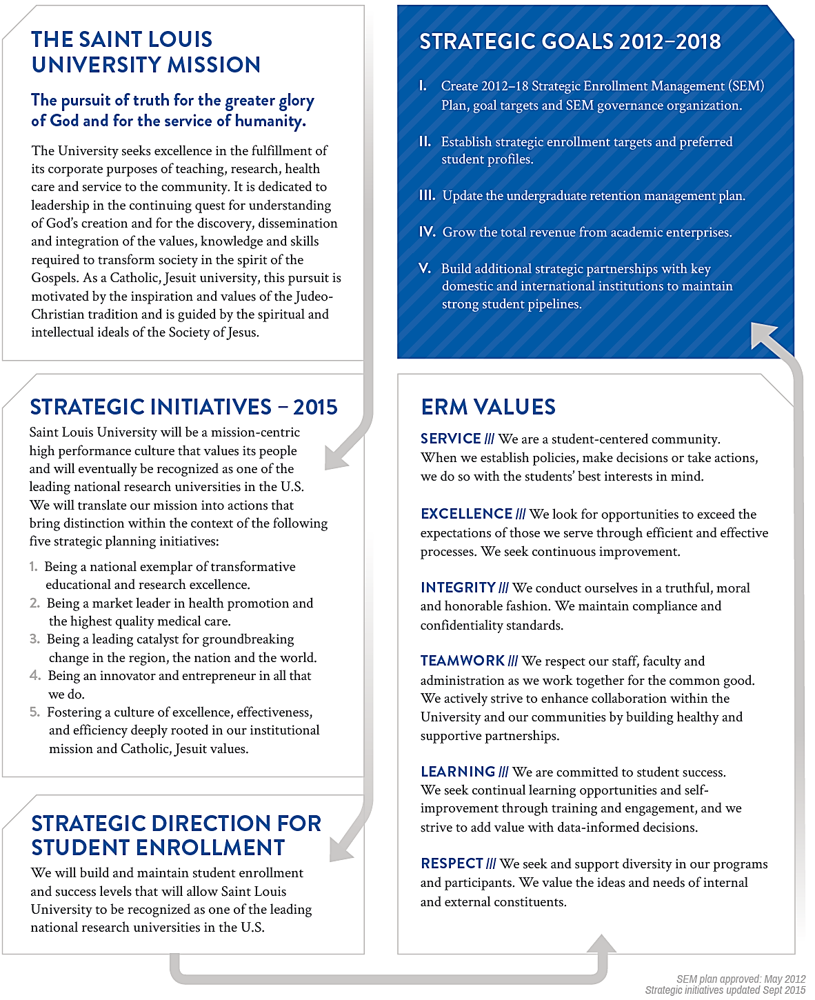 THE SAINT LOUIS
UNIVERSITY MISSION
The pursuit of truth for the greater glory
of God and for the service of humanity.
The University seeks excellence in the fulfillment of
its corporate purposes of teaching, research, health
care and service to the community. It is dedicated to
leadership in the continuing quest for understanding
of God’s creation and for the discovery, dissemination
and integration of the values, knowledge and skills
required to transform society in the spirit of the
Gospels. As a Catholic, Jesuit university, this pursuit is
motivated by the inspiration and values of the Judeo-
Christian tradition and is guided by the spiritual and
intellectual ideals of the Society of Jesus.
STRATEGIC INITIATIVES – 2015
Saint Louis University will be a mission-centric
high performance culture that values its people
and will eventually be recognized as one of the
leading national research universities in the U.S.
We will translate our mission into actions that
bring distinction within the context of the following
five strategic planning initiatives:
1. Being a national exemplar of transformative
educational and research excellence.
2. Being a market leader in health promotion and
the highest quality medical care.
3. Being a leading catalyst for groundbreaking
change in the region, the nation and the world.
4. Being an innovator and entrepreneur in all that
we do.
5. Fostering a culture of excellence, effectiveness,
and efficiency deeply rooted in our institutional
mission and Catholic, Jesuit values.
STRATEGIC DIRECTION FOR
STUDENT ENROLLMENT
We will build and maintain student enrollment
and success levels that will allow Saint Louis
University to be recognized as one of the leading
national research universities in the U.S.
STRATEGIC GOALS 2012–2018
I. Create 2012–18 Strategic Enrollment Management (SEM)
Plan, goal targets and SEM governance organization.
II. Establish strategic enrollment targets and preferred
student profiles.
III. Update the undergraduate retention management plan.
IV. Grow the total revenue from academic enterprises.
V. Build additional strategic partnerships with key
domestic and international institutions to maintain
strong student pipelines.
ERM VALUES
SERVICE /// We are a student-centered community.
When we establish policies, make decisions or take actions,
we do so with the students’ best interests in mind.
EXCELLENCE /// We look for opportunities to exceed the
expectations of those we serve through efficient and effective
processes. We seek continuous improvement.
INTEGRITY /// We conduct ourselves in a truthful, moral
and honorable fashion. We maintain compliance and
confidentiality standards.
TEAMWORK /// We respect our staff, faculty and
administration as we work together for the common good.
We actively strive to enhance collaboration within the
University and our communities by building healthy and
supportive partnerships.
LEARNING /// We are committed to student success.
We seek continual learning opportunities and self-
improvement through training and engagement, and we
strive to add value with data-informed decisions.
RESPECT /// We seek and support diversity in our programs
and participants. We value the ideas and needs of internal
and external constituents.
SEM plan approved: May 2012
Strategic initiatives updated Sept 2015